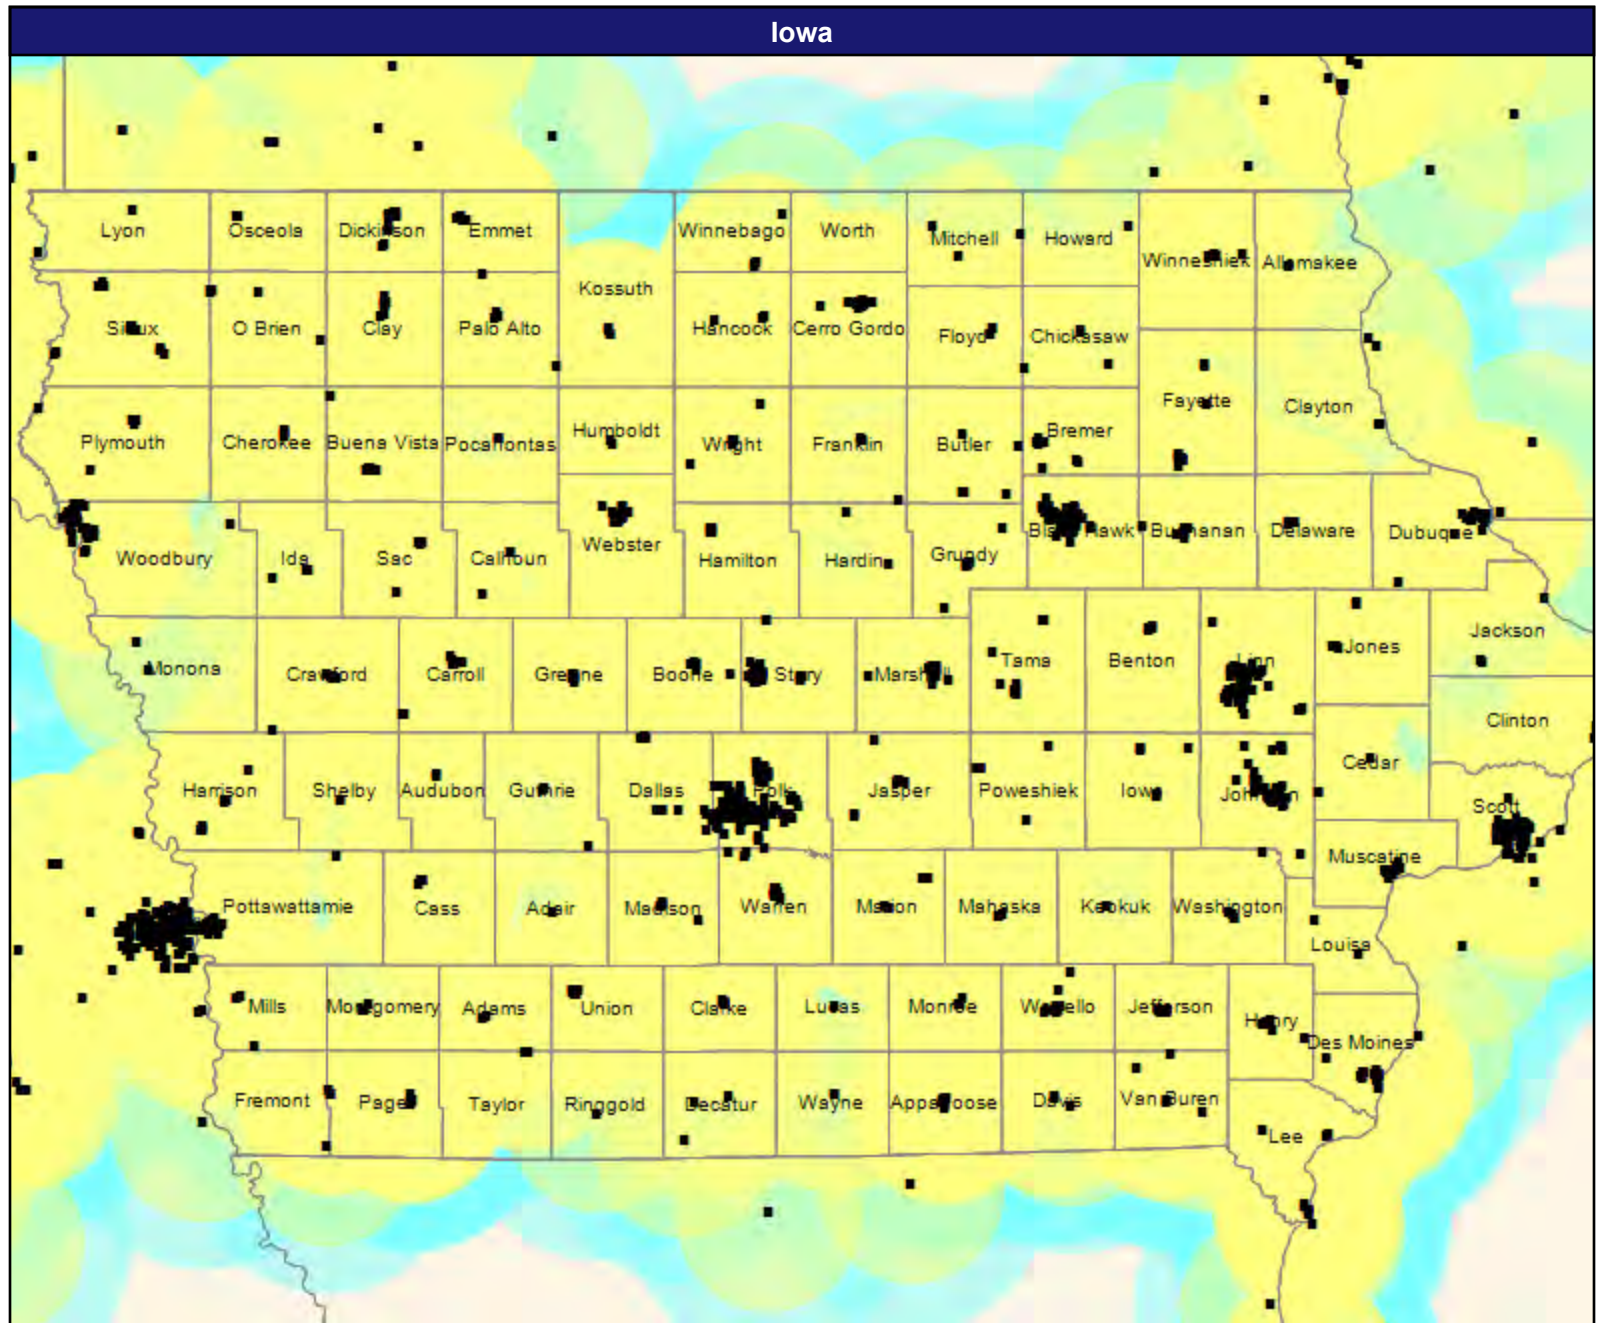 Iowa
Lyon
Osceola
Dickinson
Emmet
Winnebago
Worth
Mitchell
Howard
Winneshiek
Allamakee
Kossuth
Sioux
O Brien
Clay
Palo Alto
Hancock
Cerro Gordo
Floyd
Chickasaw
Fayette
Clayton
Plymouth
Cherokee
Buena Vista
Pocahontas
Humboldt
Wright
Franklin
Butler
Bremer
Woodbury
Ida
Sac
Calhoun
Webster
Hamilton
Hardin
Grundy
Black Hawk
Buchanan
Delaware
Dubuque
Monona
Crawford
Carroll
Greene
Boone
Story
Marshall
Tama
Benton
Linn
Jones
Jackson
Clinton
Harrison
Shelby
Audubon
Guthrie
Dallas
Polk
Jasper
Poweshiek
Iowa
Johnson
Cedar
Scott
Muscatine
Pottawattamie
Cass
Adair
Madison
Warren
Marion
Mahaska
Keokuk
Washington
Louisa
Mills
Montgomery
Adams
Union
Clarke
Lucas
Monroe
Wapello
Jefferson
Henry
Des Moines
Fremont
Page
Taylor
Ringgold
Decatur
Wayne
Appanoose
Davis
Van Buren
Lee